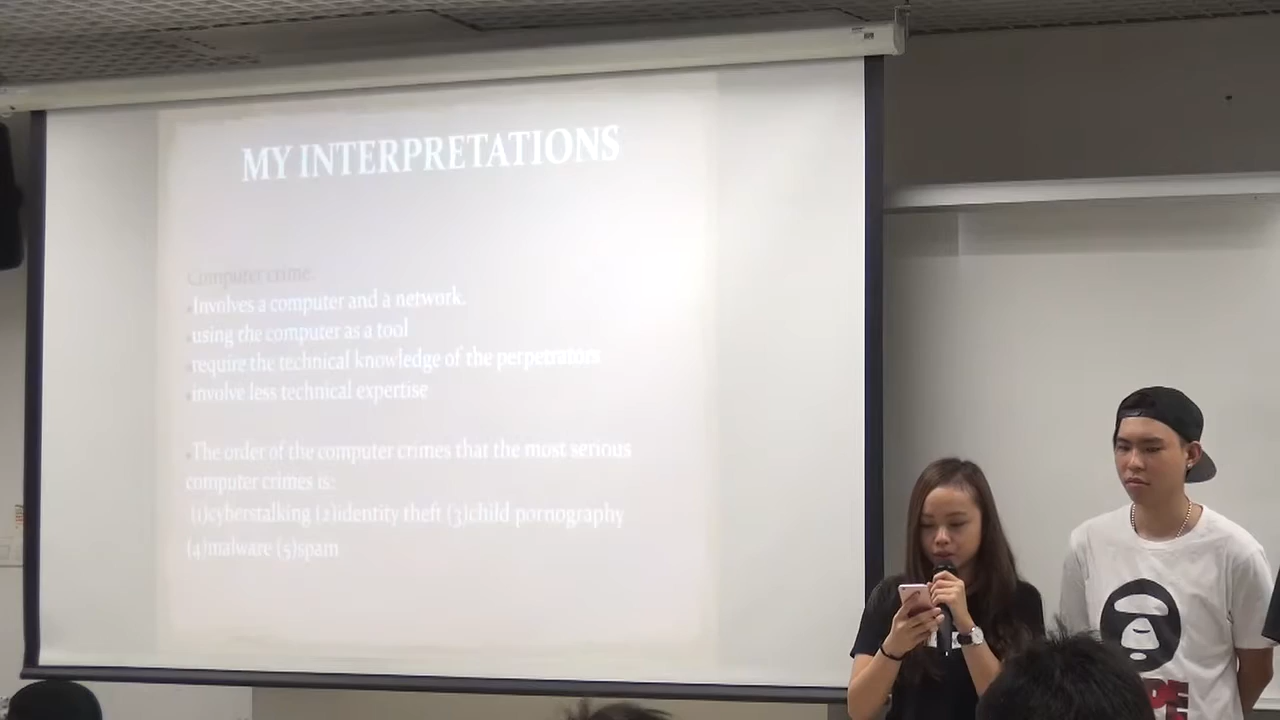 MY INTERPRETATIONS
Computer crime:
•Involves a computer and a network.
•using the computer as a tool
•require the technical knowledge of the perpetrators
•involve less technical expertise
•The order of the computer crimes that the most serious
computer crimes is:
(1)cyberstalking (2)identity theft (3)child pornography
(4)malware (5)spam